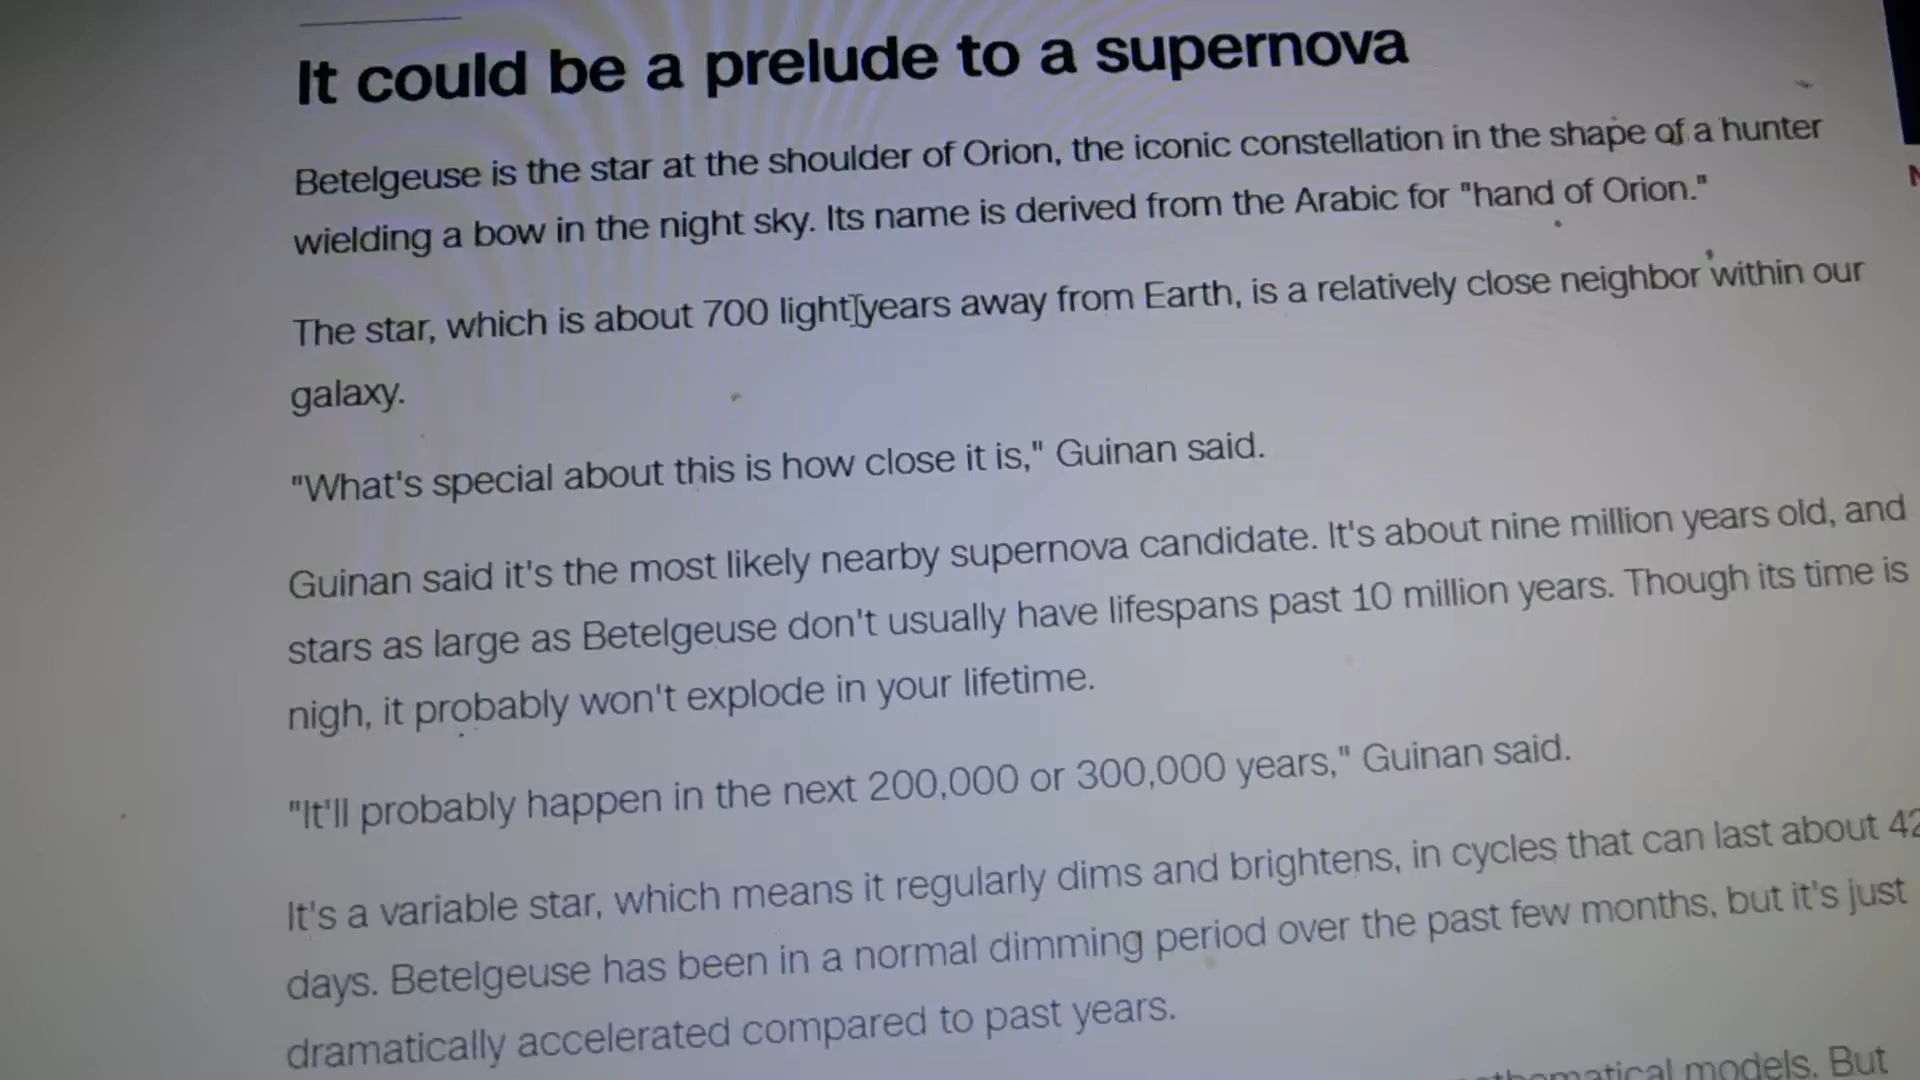 It could be a prelude to a supernova
Betelgeuse is the star at the shoulder of Orion, the iconic constellation in the shape of a hunter
wielding a bow in the night sky. Its name is derived from the Arabic for "hand of Orion."
The star, which is about 700 light years away from Earth, is a relatively close neighbor within our
galaxy.
"What's special about this is how close it is," Guinan said.
Guinan said it's the most likely nearby supernova candidate. It's about nine million years old, and
stars as large as Betelgeuse don't usually have lifespans past 10 million years. Though its time is
nigh, it probably won't explode in your lifetime.
"It'll probably happen in the next 200,000 or 300,000 years," Guinan said.
It's a variable star, which means it regularly dims and brightens, in cycles that can last about
days. Betelgeuse has been in a normal dimming period over the past few months, but it's just
dramatically accelerated compared to past years.
models. But